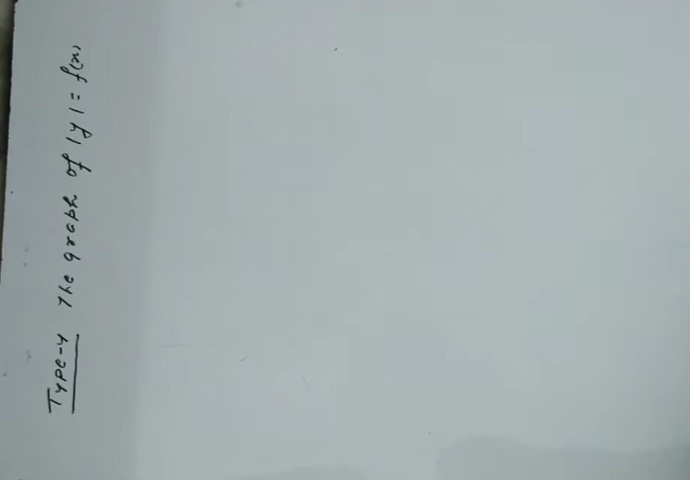 Type-4 The graph of |y| = f(x)